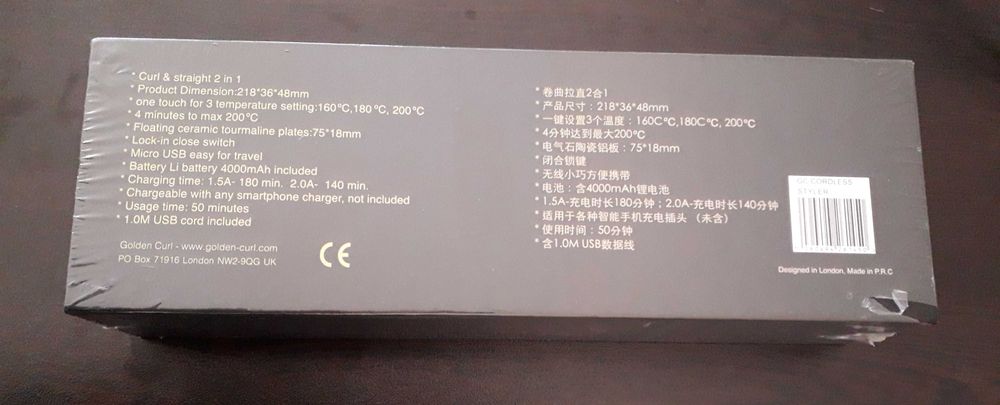 * Curl & straight 2 in 1
* Product Dimension:218*36*48mm
* one touch for 3 temperature setting:160°C,180°C, 200°C
* 4 minutes to max 200°C
* Floating ceramic tourmaline plates:75*18mm
* Lock-in close switch
* Micro USB easy for travel
* Battery Li battery 4000mAh included
* Charging time: 1.5A- 180 min. 2.0A- 140 min.
* Chargeable with any smartphone charger, not included
* Usage time: 50 minutes
* 1.0M USB cord included
Golden Curl - www.golden-curl.com
PO Box 71916 London NW2-9QG UK
CE
* 卷曲拉直2合1
* 产品尺寸：218*36*48mm
* 一键设置3个温度：160C°C,180C°C, 200°C
* 4分钟达到最大200°C
* 电气石陶瓷铝板：75*18mm
* 闭合锁键
* 无线小巧方便携带
* 电池：含4000mAh锂电池
* 1.5A-充电时长180分钟；2.0A-充电时长140分钟
* 适用于各种智能手机充电插头 （未含）
* 使用时间：50分钟
* 含1.0M USB数据线
GC CORDLESS
STYLER
Designed in London, Made in P.R.C